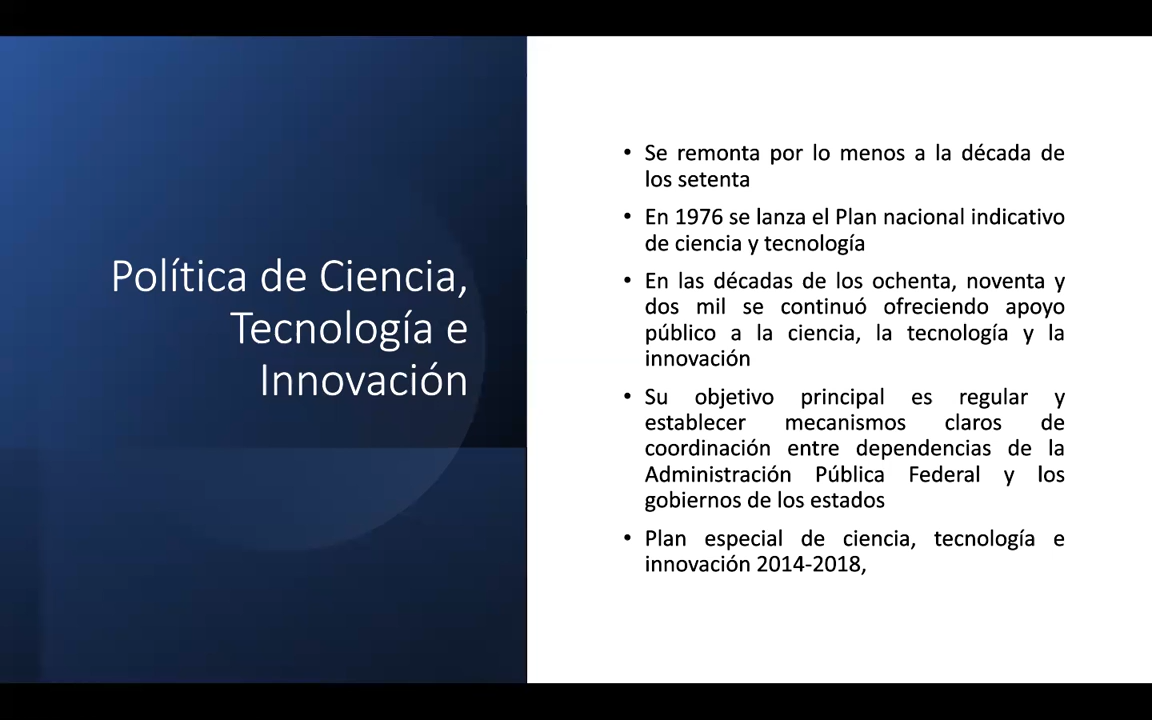 Política de Ciencia,
Tecnología e
Innovación
• Se remonta por lo menos a la década de
los setenta
• En 1976 se lanza el Plan nacional indicativo
de ciencia y tecnología
• En las décadas de los ochenta, noventa y
dos mil se continuó ofreciendo apoyo
público a la ciencia, la tecnología y la
innovación
• Su objetivo principal es regular y
establecer mecanismos claros de
coordinación entre dependencias de la
Administración Pública Federal y los
gobiernos de los estados
• Plan especial de ciencia, tecnología e
innovación 2014-2018,